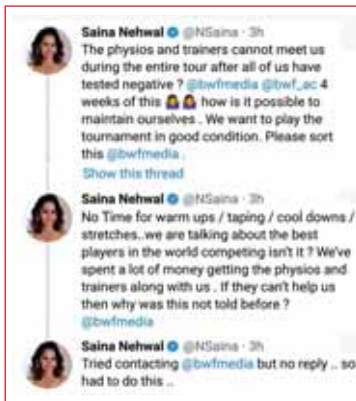 Saina Nehwal @NSaina · 3h
The physios and trainers cannot meet us
during the entire tour after all of us have
tested negative ? @bwfmedia @bwf_ac 4
weeks of this 🤷‍♀️ 🤷‍♀️ how is it possible to
maintain ourselves . We want to play the
tournament in good condition. Please sort
this @bwfmedia .
Show this thread
Saina Nehwal @NSaina · 3h
No Time for warm ups / taping / cool downs /
stretches..we are talking about the best
players in the world competing isn't it ? We've
spent a lot of money getting the physios and
trainers along with us . If they can't help us
then why was this not told before ?
@bwfmedia
Saina Nehwal @NSaina · 3h
Tried contacting @bwfmedia but no reply .. so
had to do this ..